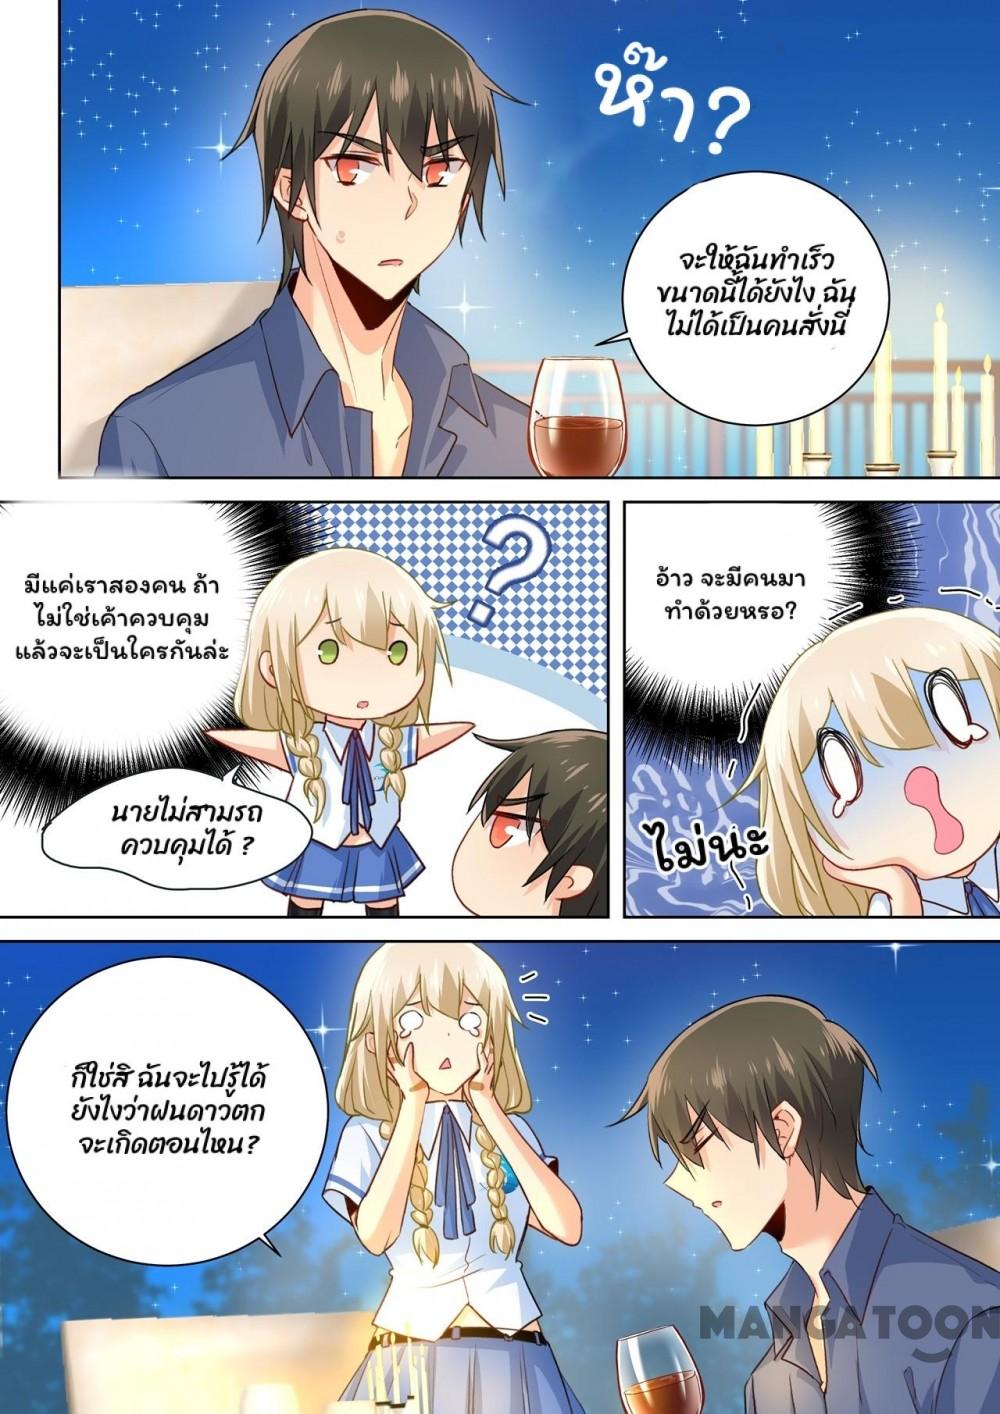 ห๊า?
จะให้ฉันทำเร็ว
ขนาดนี้ได้ยังไง ฉัน
ไม่ได้เป็นคนสั่งนี่
มีแค่เราสองคน ถ้า
ไม่ใช่เค้าควบคุม
แล้วจะเป็นใครกันล่ะ
?
นายไม่สามรถ
ควบคุมได้ ?
อ้าว จะมีคนมา
ทำด้วยหรอ?
ไม่นะ
ก็ใช่สิ ฉันจะไปรู้ได้
ยังไงว่าฝนดาวตก
จะเกิดตอนไหน?
MANGATOON